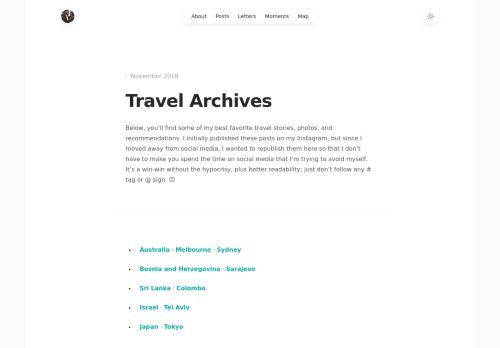 About Posts Letters Moments Map
November 2018
Travel Archives
Below, you'll find some of my best favorite travel stories, photos, and
recommendations. I initially published these posts on my Instagram, but since I
moved away from social media, I wanted to republish them here so that I don't
have to make you spend the time on social media that I'm trying to avoid myself.
It's a win-win without the hypocrisy, plus better readability; just don't follow any #
tag or @ sign. 😊
Australia · Melbourne · Sydney
Bosnia and Herzegovina · Sarajevo
Sri Lanka · Colombo
Israel · Tel Aviv
Japan · Tokyo